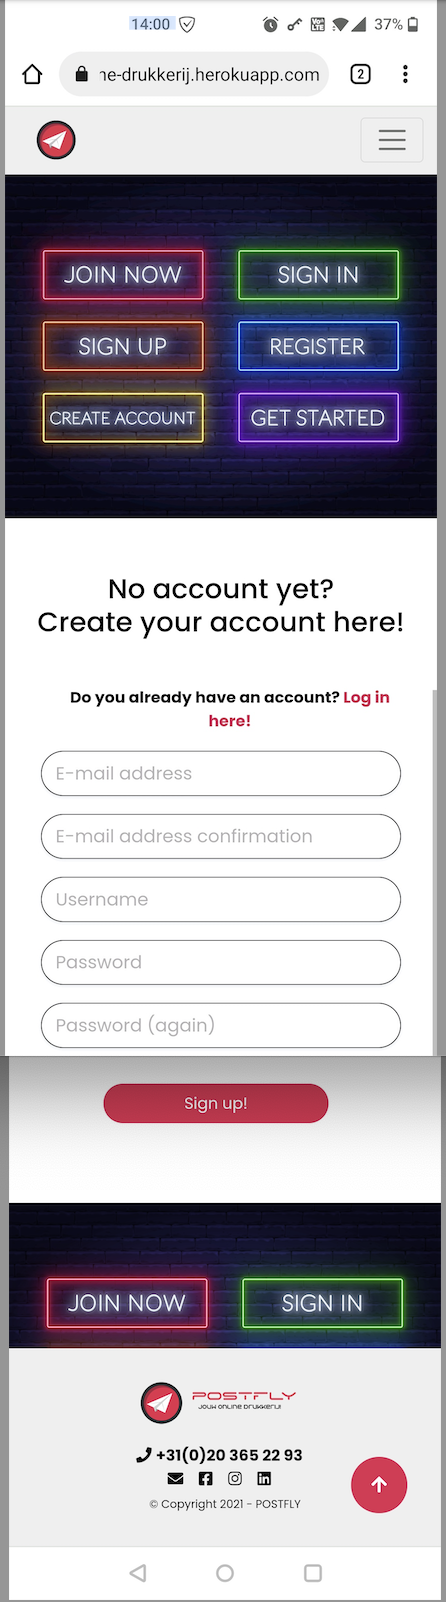 14:00
37%
ne-drukkerij.herokuapp.com
2
JOIN NOW
SIGN IN
SIGN UP
REGISTER
CREATE ACCOUNT
GET STARTED
No account yet?
Create your account here!
Do you already have an account? Log in
here!
E-mail address
E-mail address confirmation
Username
Password
Password (again)
Sign up!
JOIN NOW
SIGN IN
POSTFLY
JOUW ONLINE DRUKKERIJ!
+31(0)20 365 22 93
© Copyright 2021 - POSTFLY